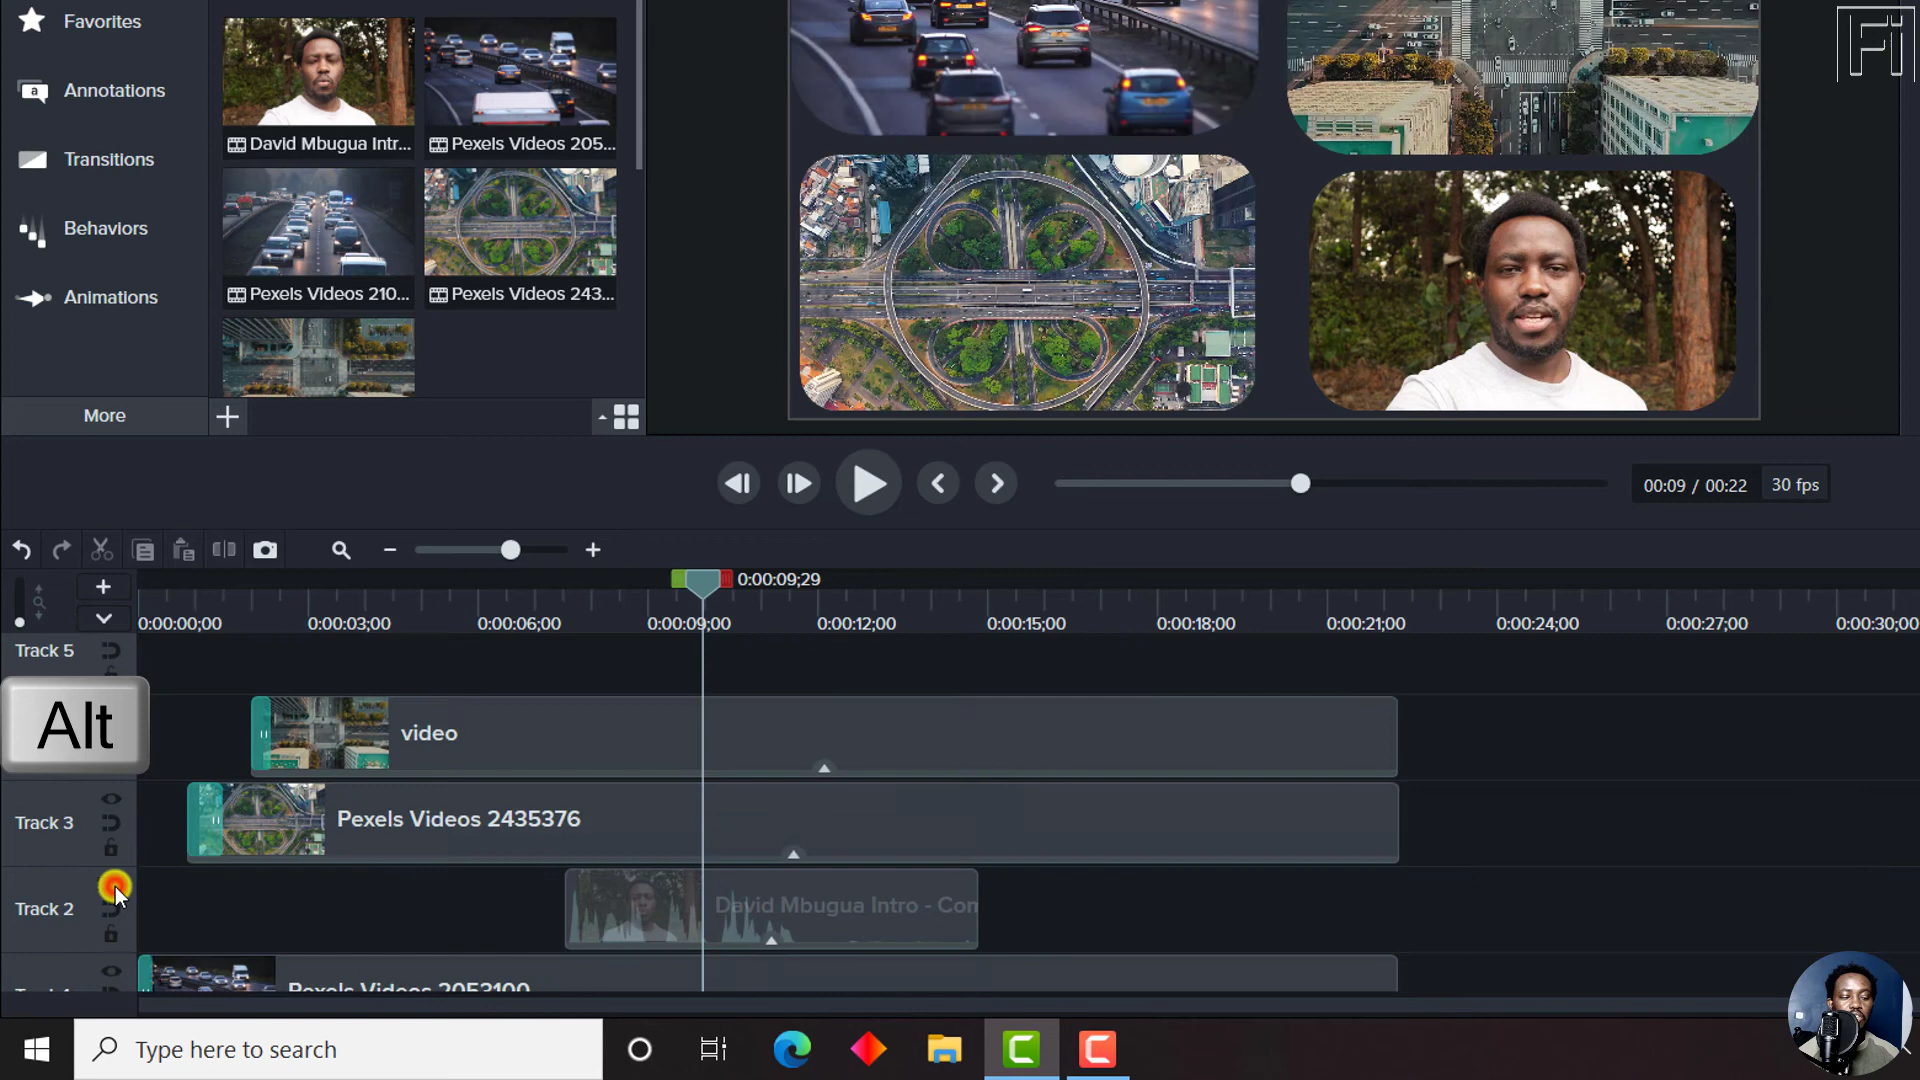 Favorites
Annotations
Transitions
Behaviors
Animations
More
David Mbugua Intr...
Pexels Videos 205...
Pexels Videos 210...
Pexels Videos 243...
Fi
00:09 / 00:22
30 fps
0:00:09;29
0:00:00;00
0:00:03;00
0:00:06;00
0:00:09;00
0:00:12;00
0:00:15;00
0:00:18;00
0:00:21;00
0:00:24;00
0:00:27;00
0:00:30;00
Track 5
Alt
video
Track 3
Pexels Videos 2435376
Track 2
David Mbugua Intro - Con
Pexels Videos 2053100
Type here to search